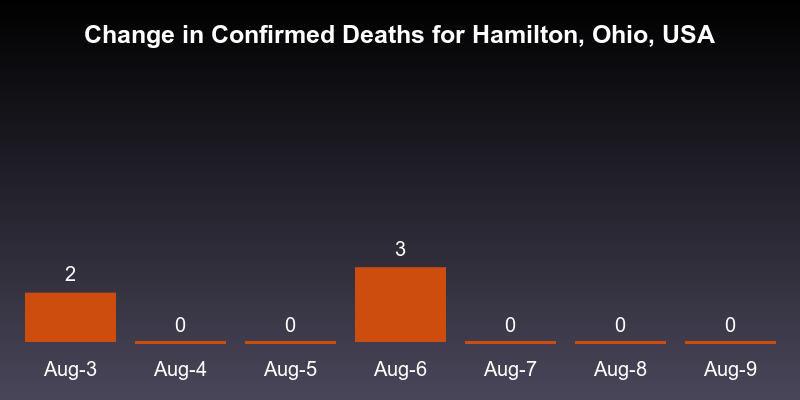 Change in Confirmed Deaths for Hamilton, Ohio, USA
2 0 0 3 0 0 0
Aug-3 Aug-4 Aug-5 Aug-6 Aug-7 Aug-8 Aug-9